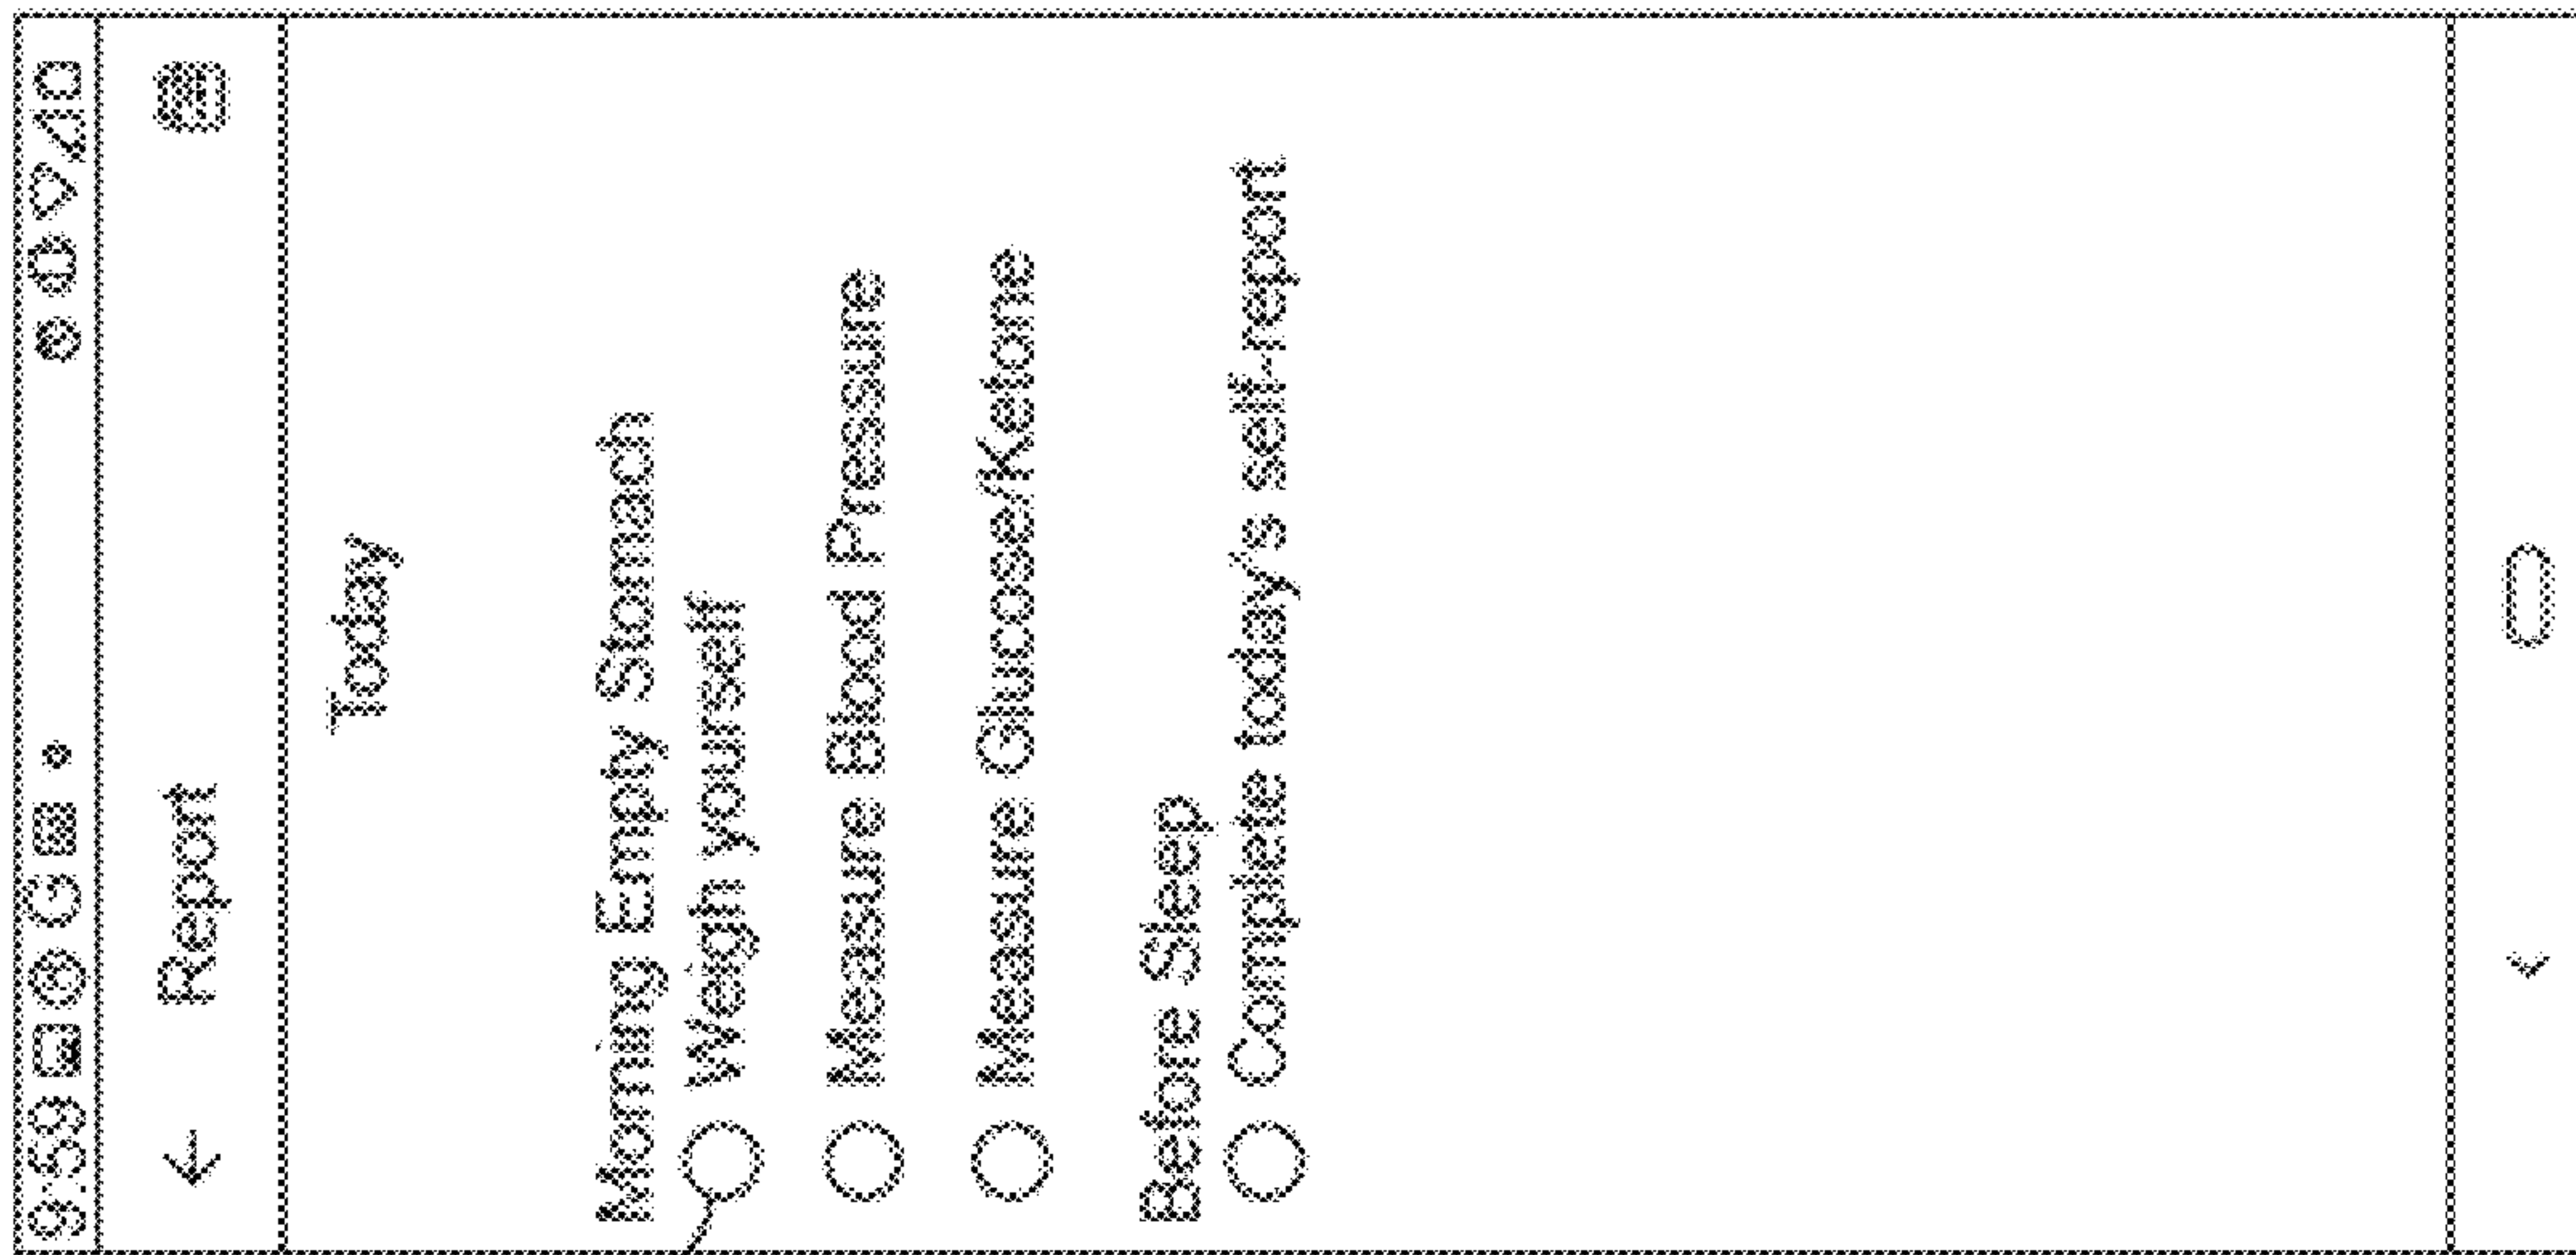 9:59
Report
Today
Morning Empty Stomach
Weigh yourself
Measure Blood Pressure
Measure Glucose/Ketone
Before Sleep
Complete today's self-report